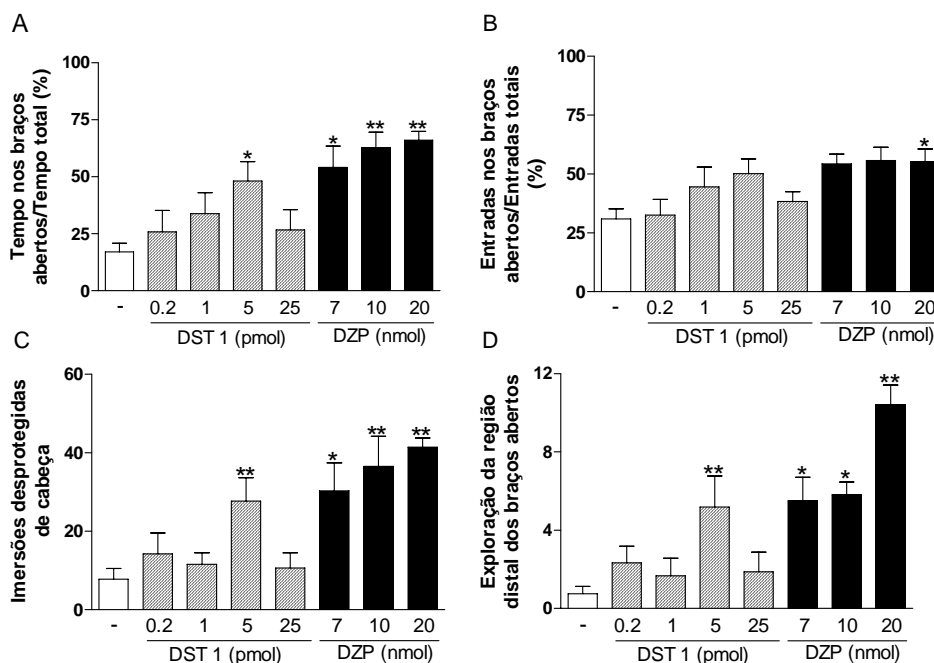 A
Tempo nos braços
abertos/Tempo total (%)
100
75
50
25
0
*
*
**
**
- 0.2 1 5 25 7 10 20
DST 1 (pmol) DZP (nmol)
B
Entradas nos braços
abertos/Entradas totais
(%)
100
75
50
25
0
*
- 0.2 1 5 25 7 10 20
DST 1 (pmol) DZP (nmol)
C
Imersões desprotegidas
de cabeça
60
40
20
0
**
*
**
**
- 0.2 1 5 25 7 10 20
DST 1 (pmol) DZP (nmol)
D
Exploração da região
distal dos braços abertos
12
8
4
0
**
*
*
**
- 0.2 1 5 25 7 10 20
DST 1 (pmol) DZP (nmol)